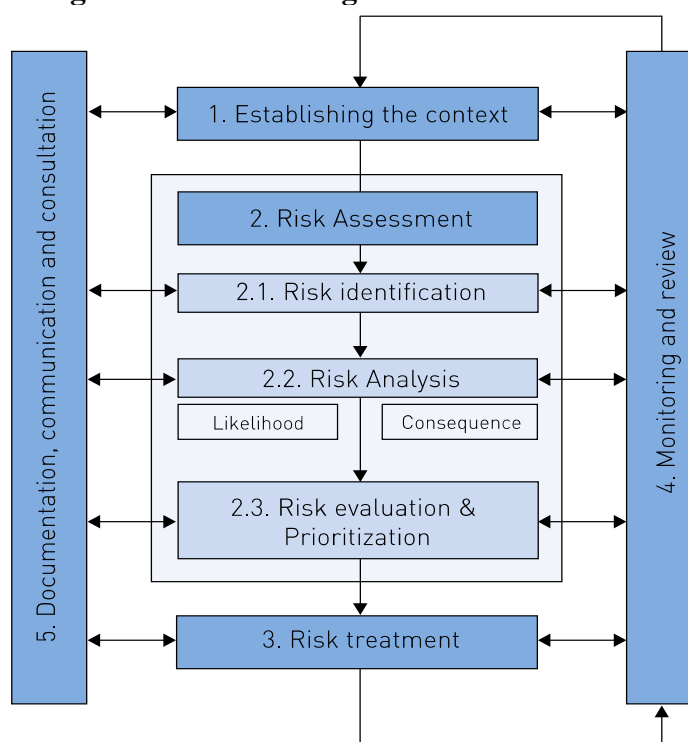 1. Establishing the context
2. Risk Assessment
2.1. Risk identification
2.2. Risk Analysis
Likelihood
Consequence
2.3. Risk evaluation &
Prioritization
3. Risk treatment
4. Monitoring and review
5. Documentation, communication and consultation